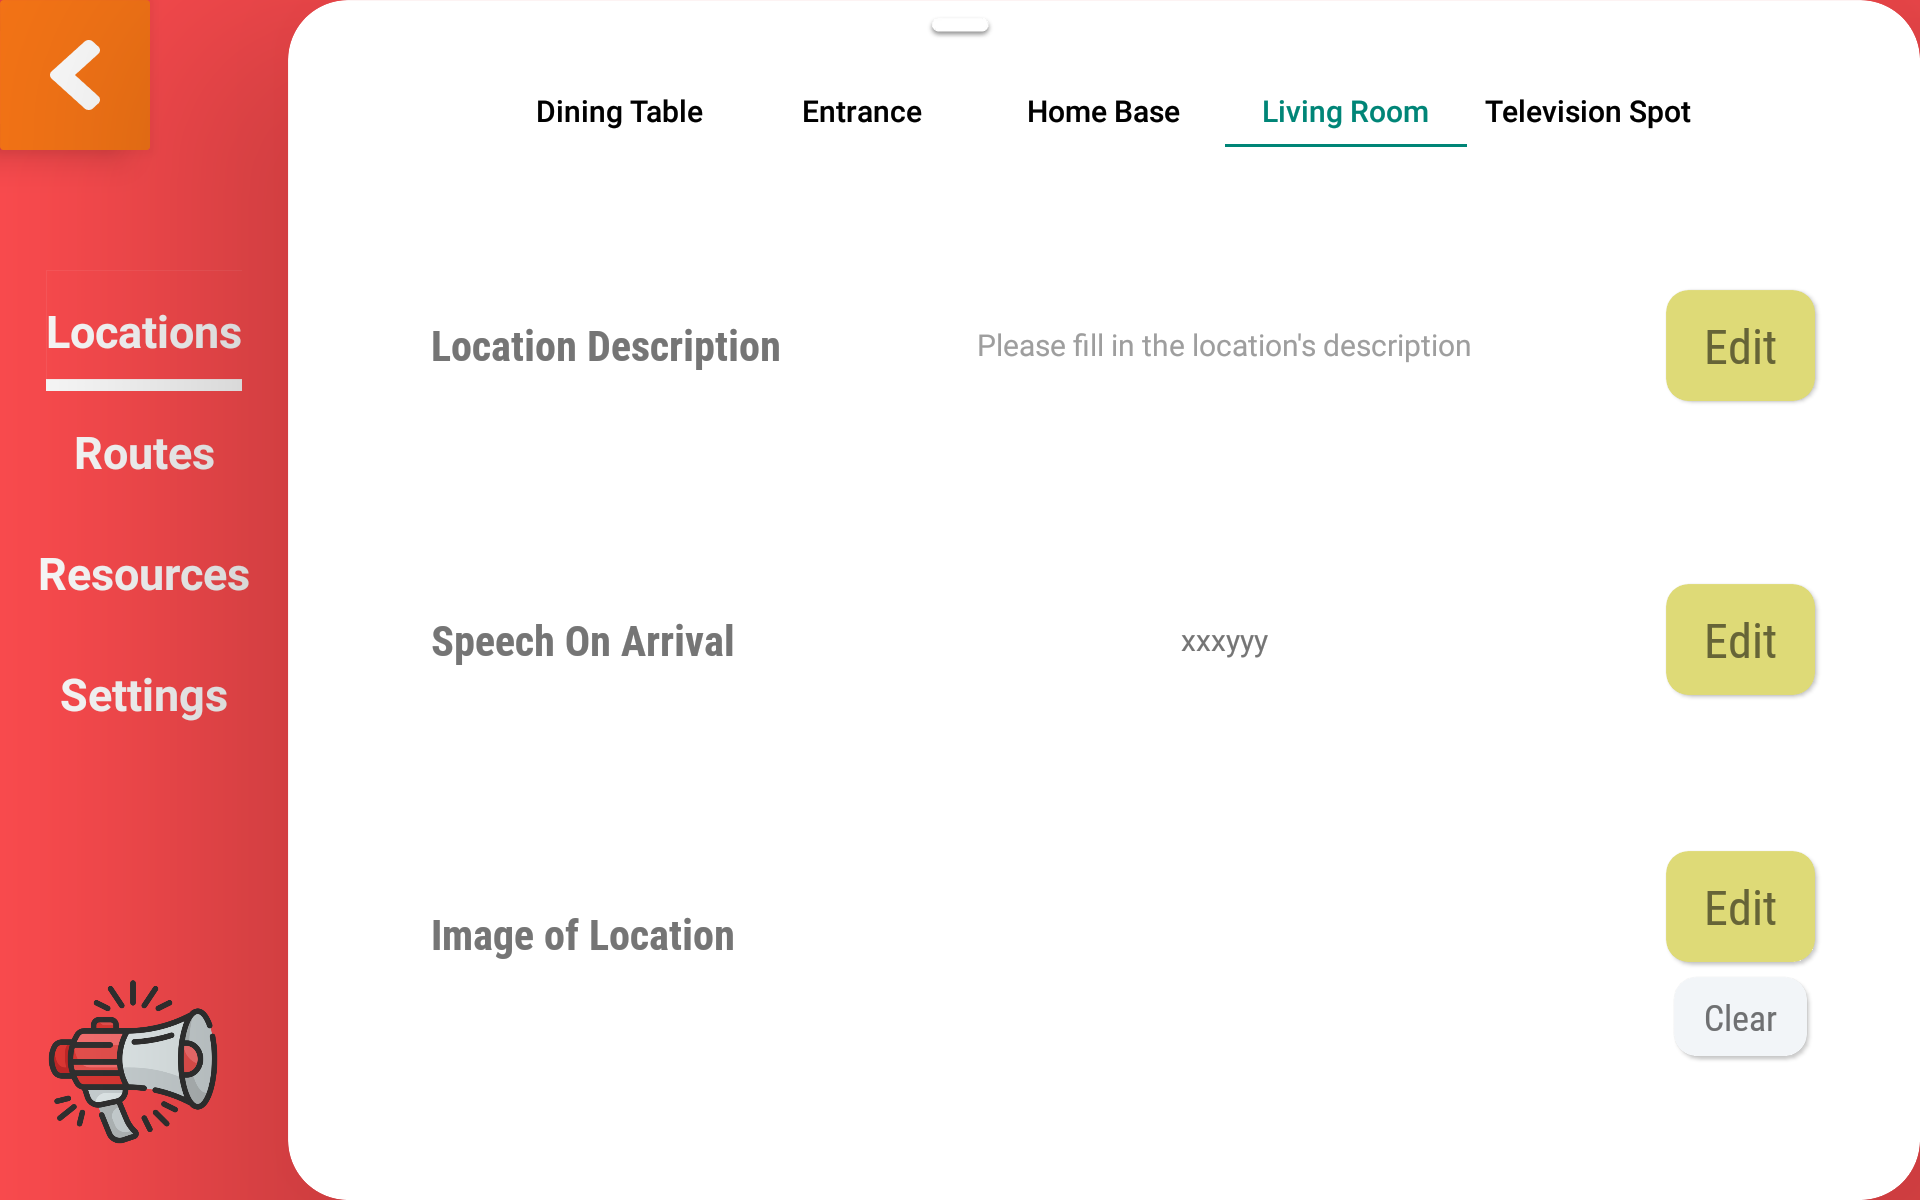 Dining Table
Entrance
Home Base
Living Room
Television Spot
Locations
Routes
Resources
Settings
Location Description
Please fill in the location's description
Edit
Speech On Arrival
xxxyyy
Edit
Image of Location
Edit
Clear